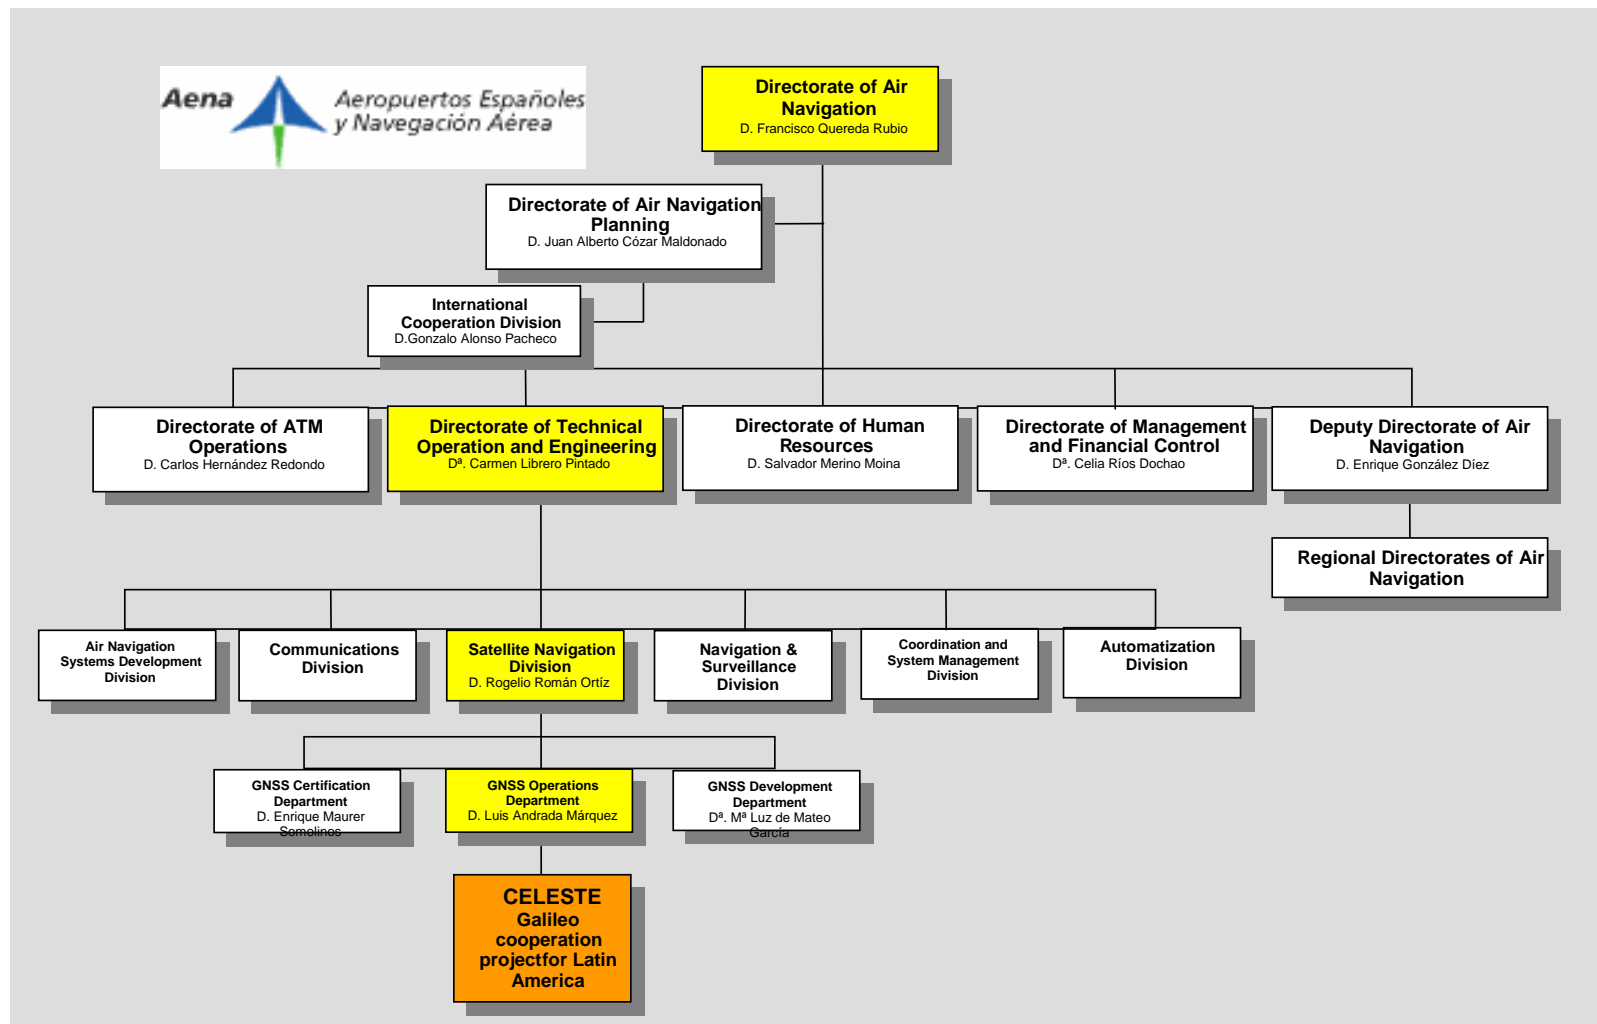 Aena
Aeropuertos Españoles
y Navegación Aérea
Directorate of Air
Navigation
D. Francisco Quereda Rubio
Directorate of Air Navigation
Planning
D. Juan Alberto Cózar Maldonado
International
Cooperation Division
D.Gonzalo Alonso Pacheco
Directorate of ATM
Operations
D. Carlos Hernández Redondo
Directorate of Technical
Operation and Engineering
Dª. Carmen Librero Pintado
Directorate of Human
Resources
D. Salvador Merino Moina
Directorate of Management
and Financial Control
Dª. Celia Ríos Dochao
Deputy Directorate of Air
Navigation
D. Enrique González Díez
Regional Directorates of Air
Navigation
Air Navigation
Systems Development
Division
Communications
Division
Satellite Navigation
Division
D. Rogelio Román Ortíz
Navigation &
Surveillance
Division
Coordination and
System Management
Division
Automatization
Division
GNSS Certification
Department
D. Enrique Maurer
Somolinos
GNSS Operations
Department
D. Luis Andrada Márquez
GNSS Development
Department
Dª. Mª Luz de Mateo
García
CELESTE
Galileo
cooperation
projectfor Latin
America